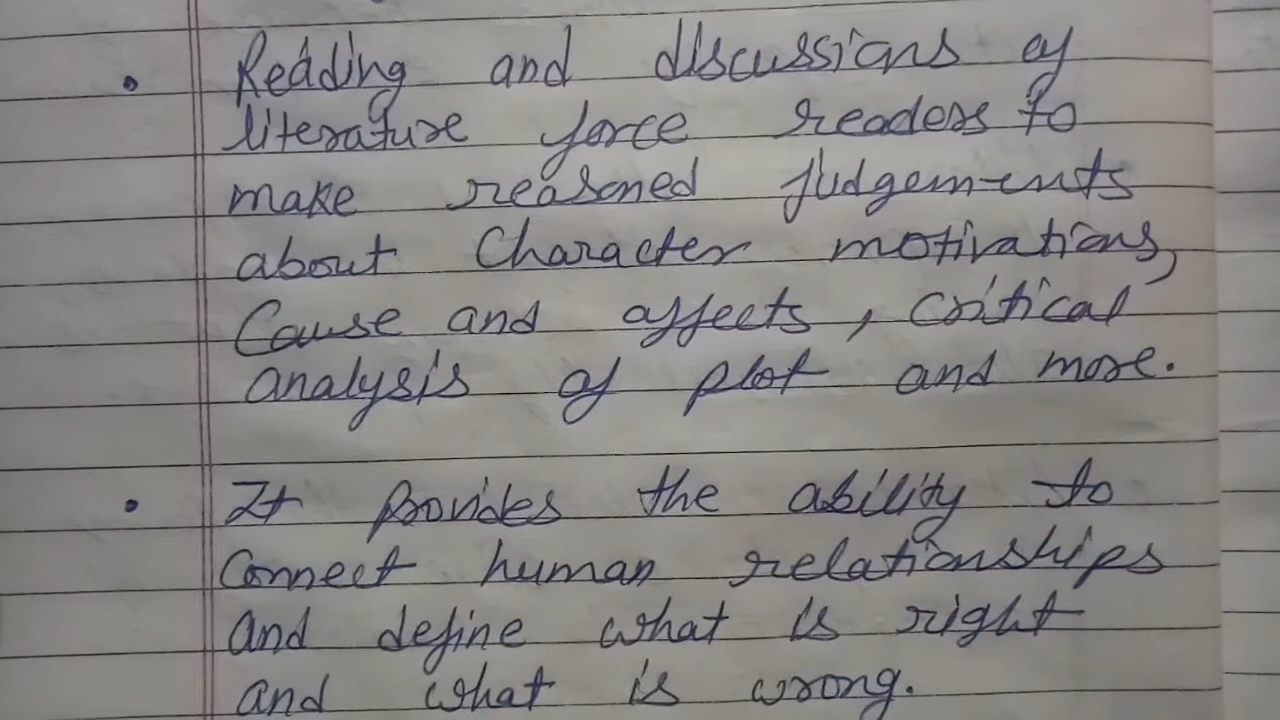 • Reading and discussions of
literature force readers to
make reasoned judgements
about Character motivations,
Cause and affects, critical
analysis of plot and more.
• It provides the ability to
Connect human relationships
and define what is right
and what is wrong.